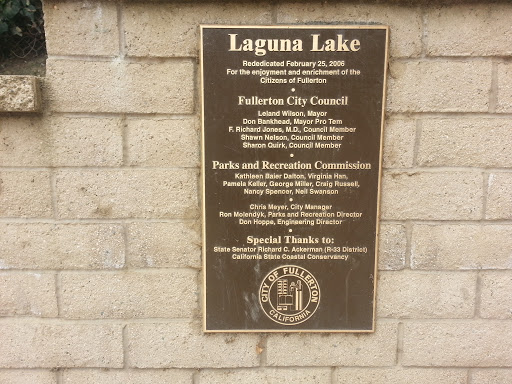 Laguna Lake
Rededicated February 25, 2006
For the enjoyment and enrichment of the
Citizens of Fullerton
•
Fullerton City Council
Leland Wilson, Mayor
Don Bankhead, Mayor Pro Tem
F. Richard Jones, M.D., Council Member
Shawn Nelson, Council Member
Sharon Quirk, Council Member
•
Parks and Recreation Commission
Kathleen Baier Dalton, Virginia Han,
Pamela Keller, George Miller, Craig Russell,
Nancy Spencer, Neil Swanson
•
Chris Meyer, City Manager
Ron Molendyk, Parks and Recreation Director
Don Hoppe, Engineering Director
•
Special Thanks to:
State Senator Richard C. Ackerman (R-33 District)
California State Coastal Conservancy
CITY OF FULLERTON
CALIFORNIA